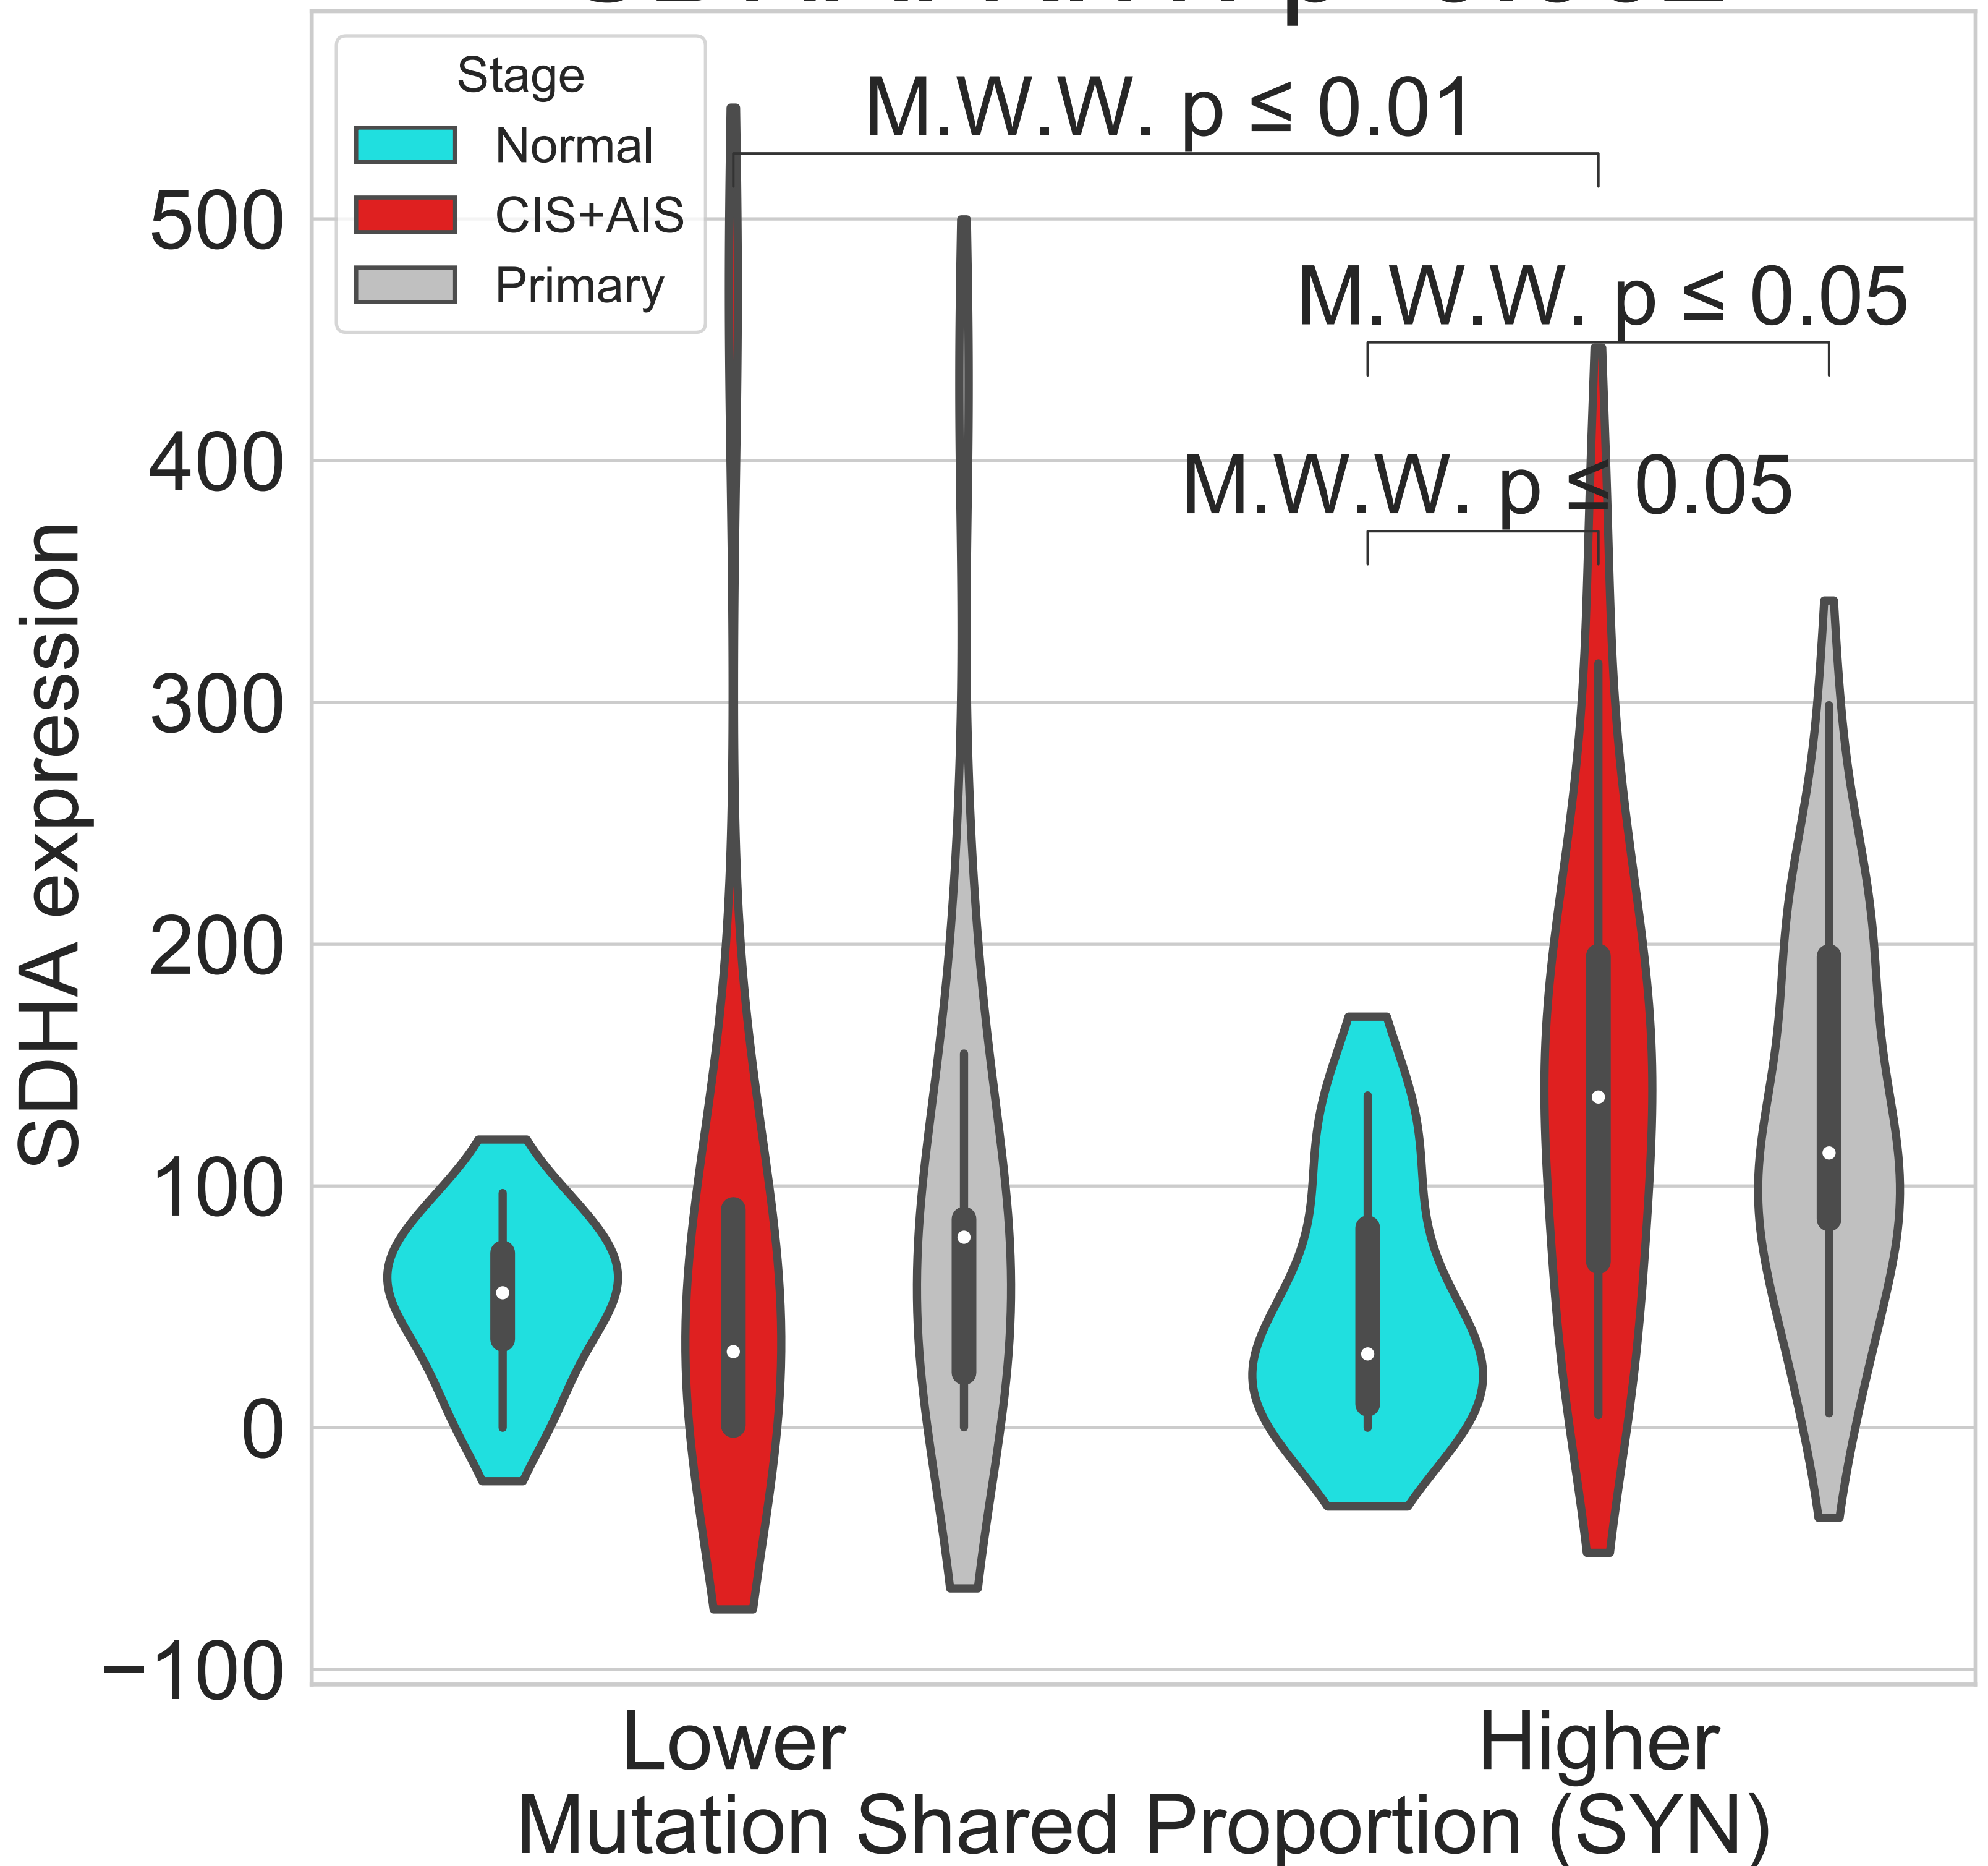 Stage
Normal
CIS+AIS
Primary
M.W.W. p ≤ 0.01
M.W.W. p ≤ 0.05
M.W.W. p ≤ 0.05
500
400
300
200
100
0
−100
SDHA expression
Lower
Higher
Mutation Shared Proportion (SYN)